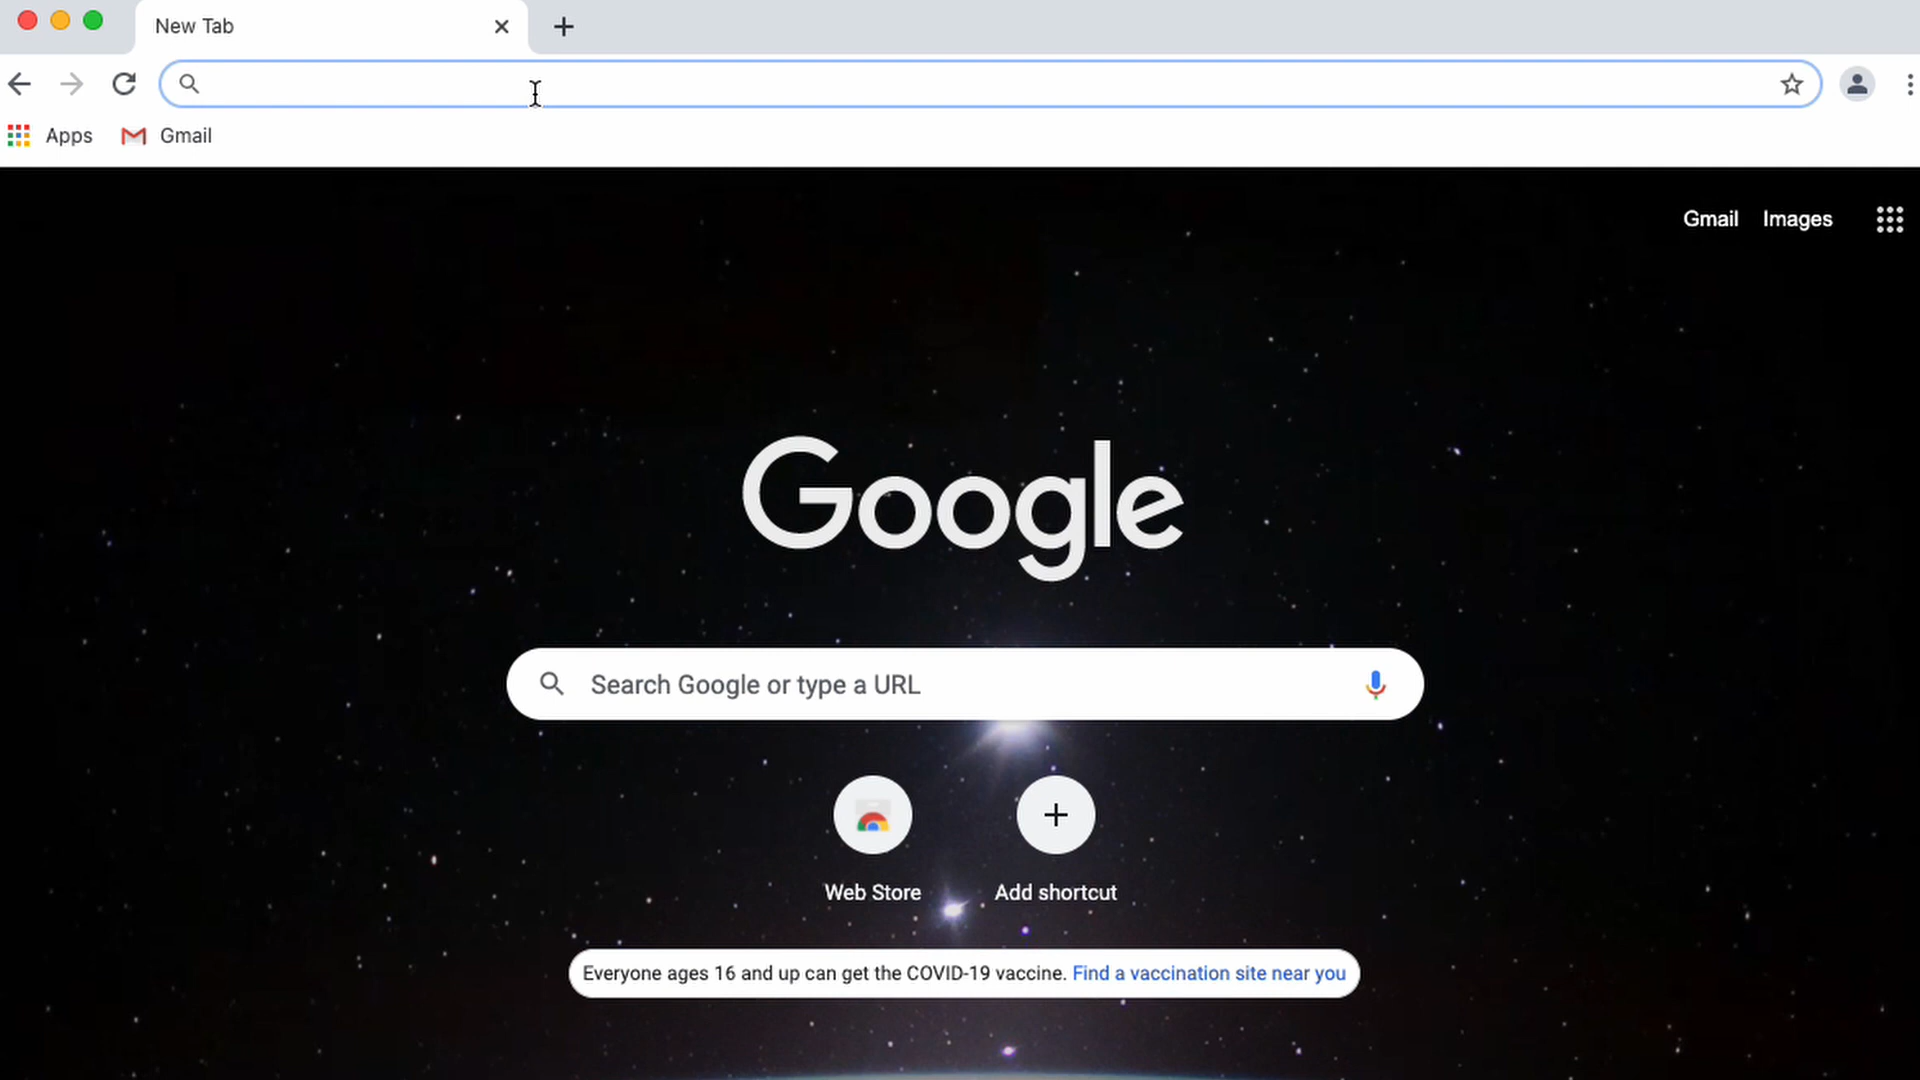 New Tab
Apps
Gmail
Gmail
Images
Google
Search Google or type a URL
Web Store
Add shortcut
Everyone ages 16 and up can get the COVID-19 vaccine. Find a vaccination site near you